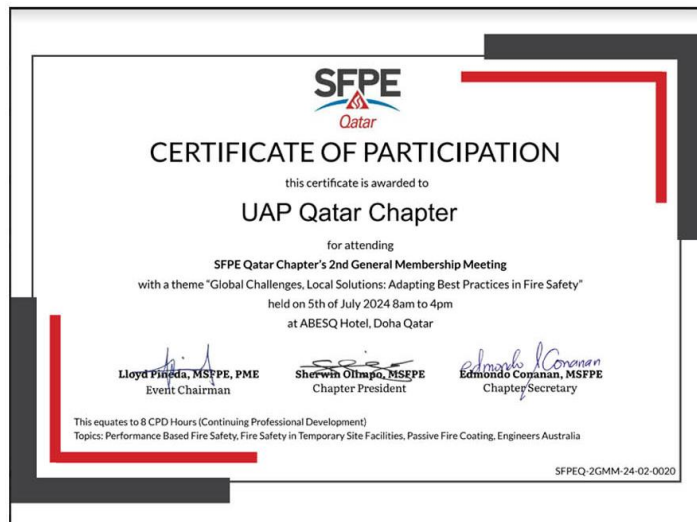 SFPE
Qatar
CERTIFICATE OF PARTICIPATION
this certificate is awarded to
UAP Qatar Chapter
for attending
SFPE Qatar Chapter's 2nd General Membership Meeting
with a theme "Global Challenges, Local Solutions: Adapting Best Practices in Fire Safety"
held on 5th of July 2024 8am to 4pm
at ABESQ Hotel, Doha Qatar
Edmondo Conanan
Lloyd Pineda, MSFPE, PME
Event Chairman
Sherwin Olimpo, MSFPE
Chapter President
Edmondo Conanan, MSFPE
Chapter Secretary
This equates to 8 CPD Hours (Continuing Professional Development)
Topics: Performance Based Fire Safety, Fire Safety in Temporary Site Facilities, Passive Fire Coating, Engineers Australia
SFPEQ-2GMM-24-02-0020